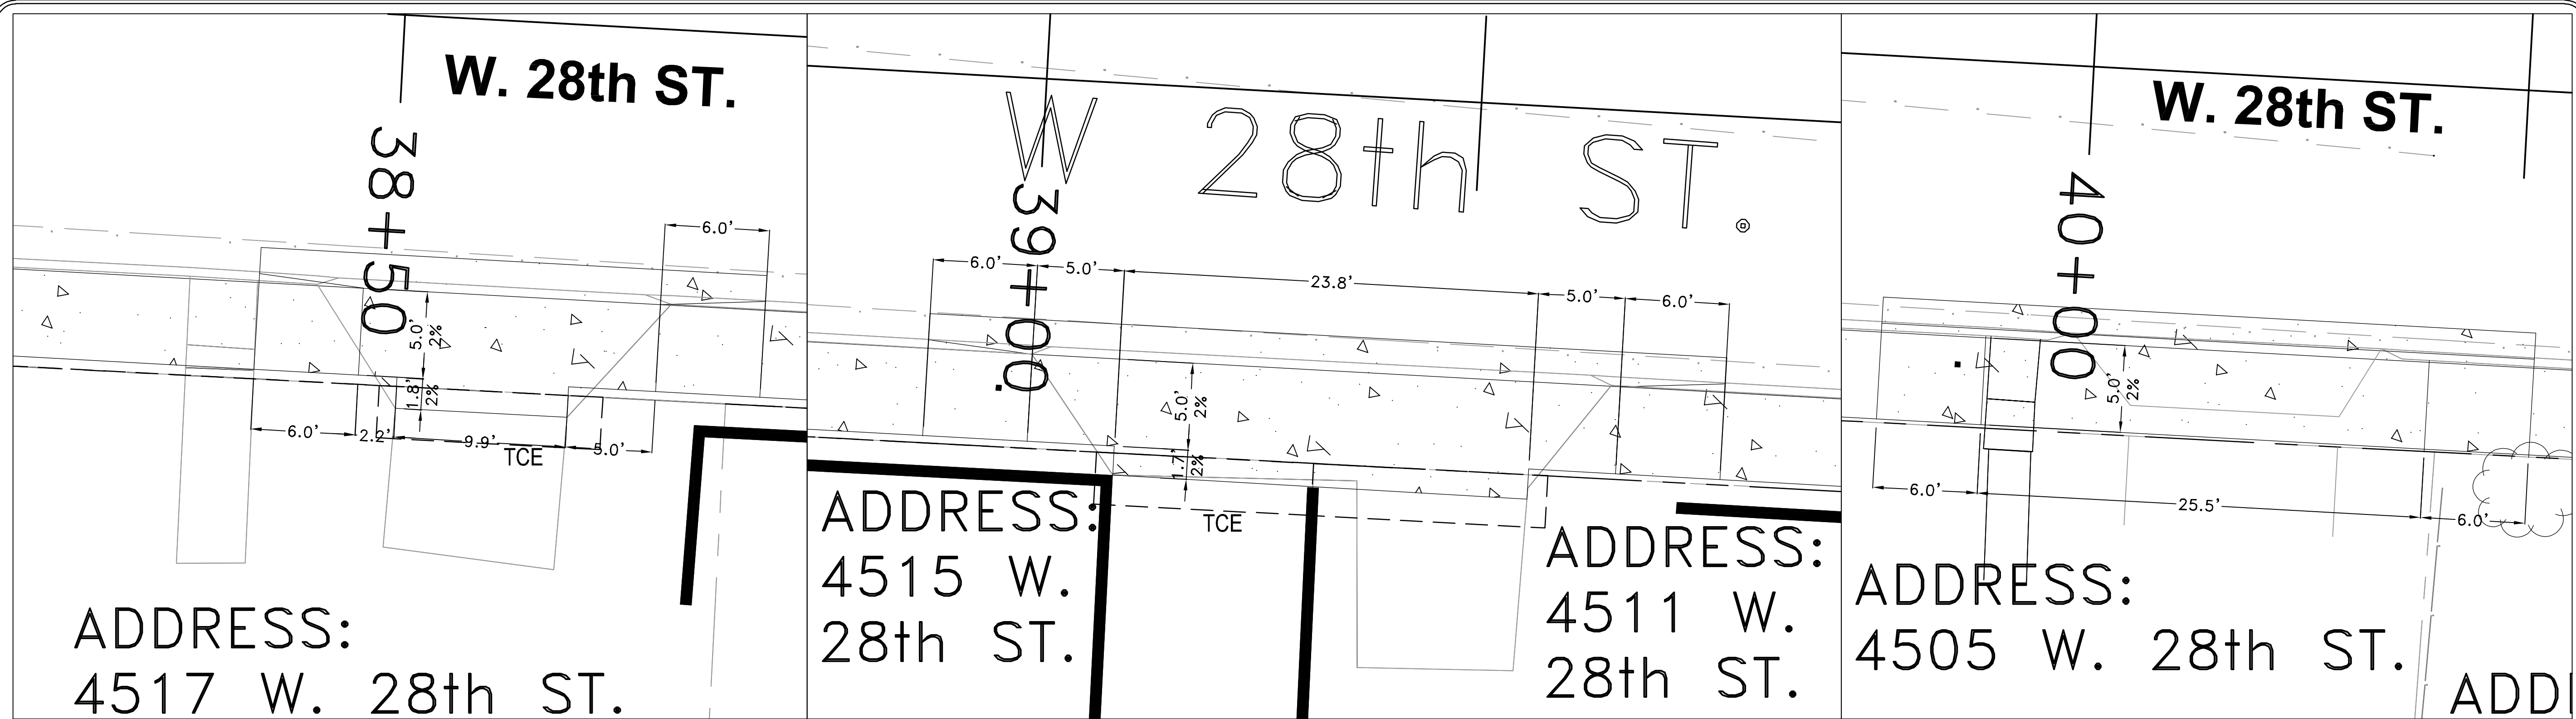 W. 28th ST.
38+50
6.0'
5.0'
2%
1.8'
2%
6.0'
2.2'
9.9'
5.0'
TCE
ADDRESS:
4517 W. 28th ST.
W 28th ST.
39+00
6.0'
5.0'
23.8'
5.0'
6.0'
5.0'
2%
1.7'
2%
TCE
ADDRESS:
4515 W.
28th ST.
ADDRESS:
4511 W.
28th ST.
W. 28th ST.
40+00
5.0'
2%
6.0'
25.5'
6.0'
ADDRESS:
4505 W. 28th ST.
ADD